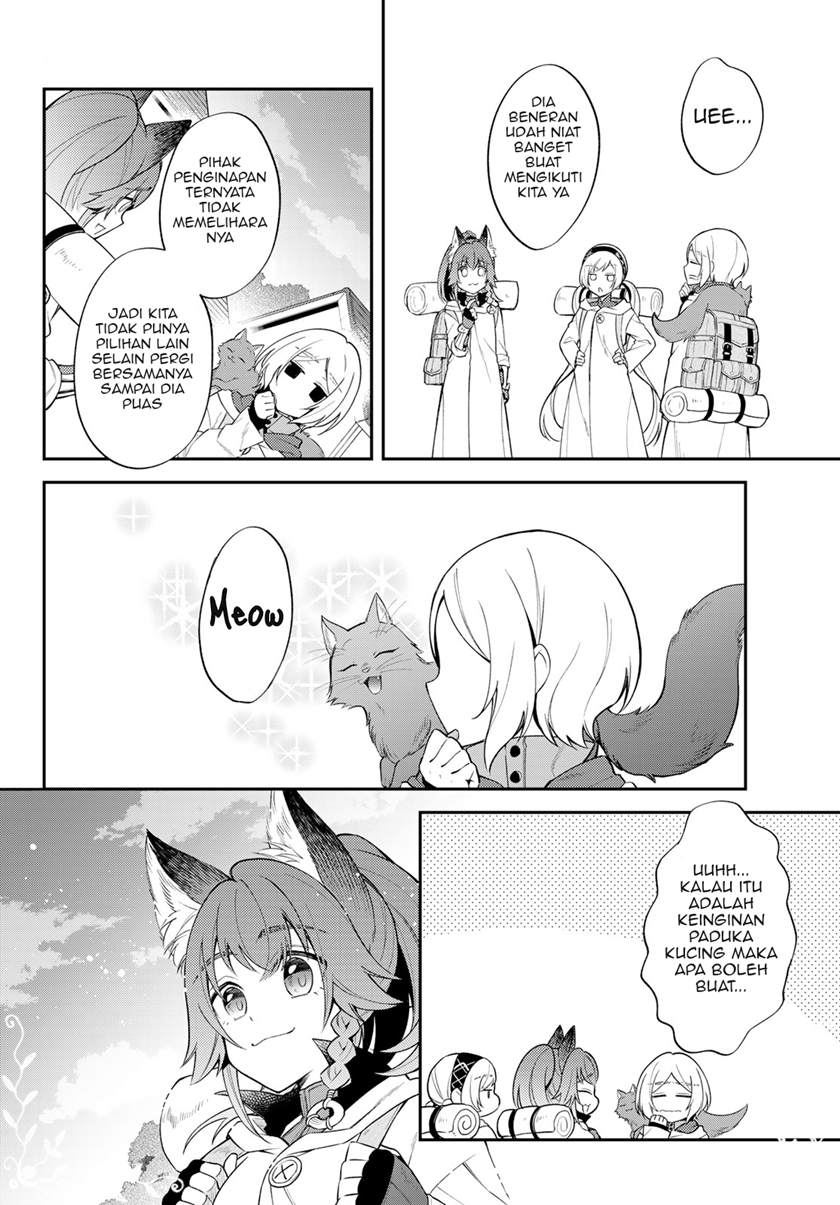 UEE...
DIA
BENERAN
UDAH NIAT
BANGET
BUAT
MENGIKUTI
KITA YA
PIHAK
PENGINAPAN
TERNYATA
TIDAK
MEMELIHARA
NYA
JADI KITA
TIDAK PUNYA
PILIHAN LAIN
SELAIN PERGI
BERSAMANYA
SAMPAI DIA
PUAS
Meow
UUHH...
KALAU ITU
ADALAH
KEINGINAN
PADUKA
KUCING MAKA
APA BOLEH
BUAT...